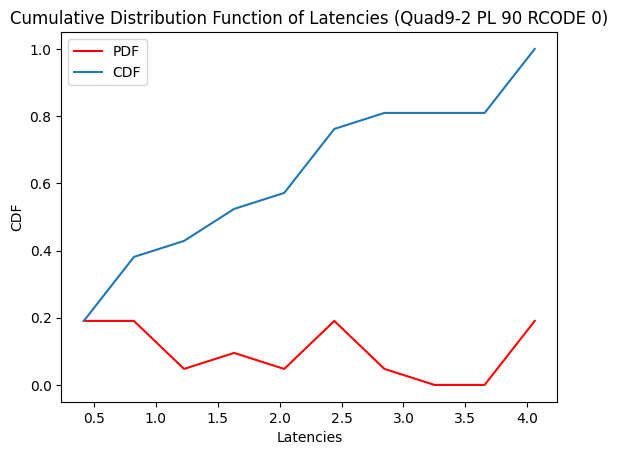 Cumulative Distribution Function of Latencies (Quad9-2 PL 90 RCODE 0)
PDF
CDF
1.0
0.8
0.6
0.4
0.2
0.0
CDF
0.5 1.0 1.5 2.0 2.5 3.0 3.5 4.0
Latencies